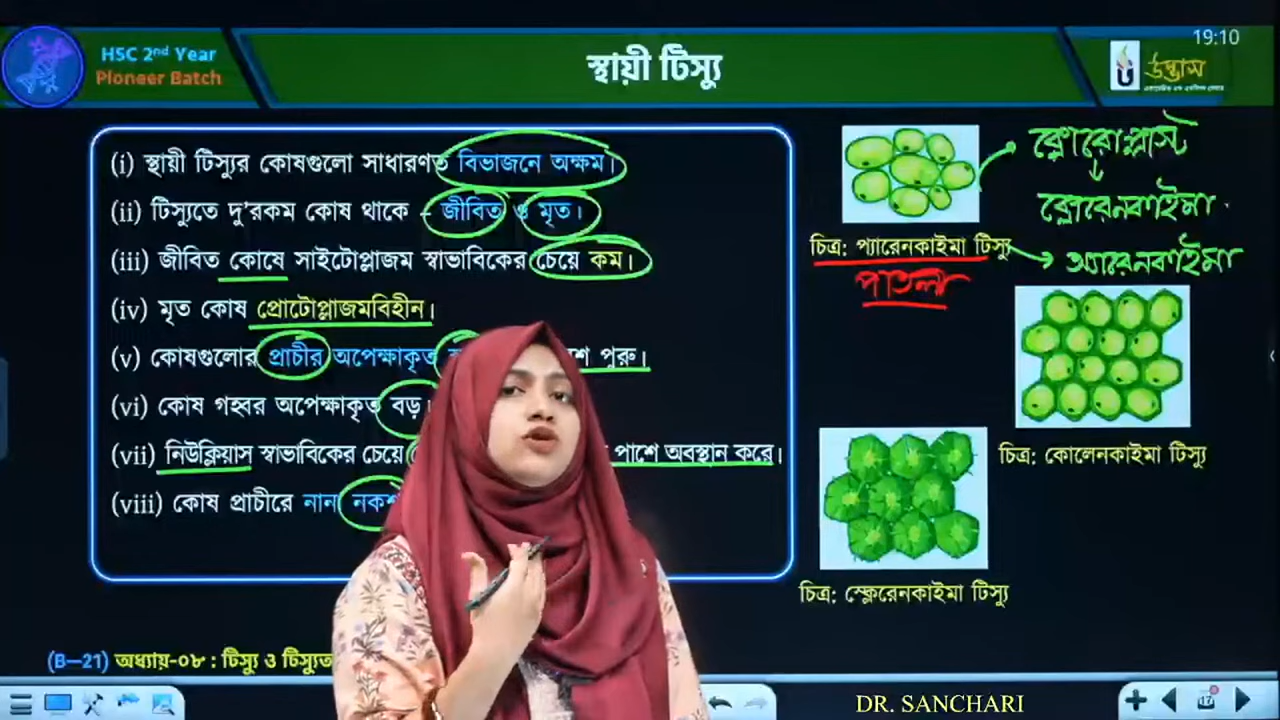 19:10
HSC 2nd Year
Pioneer Batch
স্থায়ী টিস্যু
উদ্ভাস
(i) স্থায়ী টিস্যুর কোষগুলো সাধারণত বিভাজনে অক্ষম।
(ii) টিস্যুতে দু'রকম কোষ থাকে - জীবিত ও মৃত।
(iii) জীবিত কোষে সাইটোপ্লাজম স্বাভাবিকের চেয়ে কম।
(iv) মৃত কোষ প্রোটোপ্লাজমবিহীন।
(v) কোষগুলোর প্রাচীর অপেক্ষাকৃত পুরু।
(vi) কোষ গহ্বর অপেক্ষাকৃত বড়
(vii) নিউক্লিয়াস স্বাভাবিকের চেয়ে পাশে অবস্থান করে।
(viii) কোষ প্রাচীরে নানা
ক্লোরোপ্লাস্ট
ক্লোরেনকাইমা
চিত্র: প্যারেনকাইমা টিস্যু
অ্যারেনকাইমা
পাতলা
চিত্র: কোলেনকাইমা টিস্যু
চিত্র: স্ক্লেরেনকাইমা টিস্যু
(B—21) অধ্যায়-০৮ : টিস্যু ও
DR. SANCHARI
17